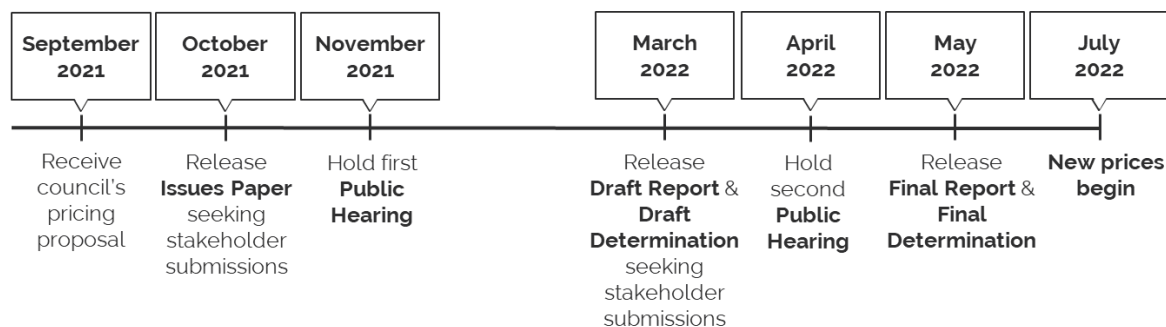 September
2021
October
2021
November
2021
March
2022
April
2022
May
2022
July
2022
Receive
council's
pricing
proposal
Release
Issues Paper
seeking
stakeholder
submissions
Hold first
Public
Hearing
Release
Draft Report &
Draft
Determination
seeking
stakeholder
submissions
Hold
second
Public
Hearing
Release
Final Report &
Final
Determination
New prices
begin